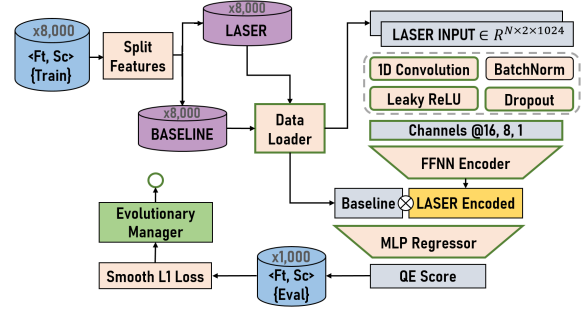 x8,000
<Ft, Sc>
{Train}
Split
Features
x8,000
LASER
x8,000
BASELINE
Data
Loader
LASER INPUT ∈ R^{N×2×1024}
1D Convolution
BatchNorm
Leaky ReLU
Dropout
Channels @16, 8, 1
FFNN Encoder
Baseline
⊗
LASER Encoded
MLP Regressor
QE Score
x1,000
<Ft, Sc>
{Eval}
Smooth L1 Loss
Evolutionary
Manager